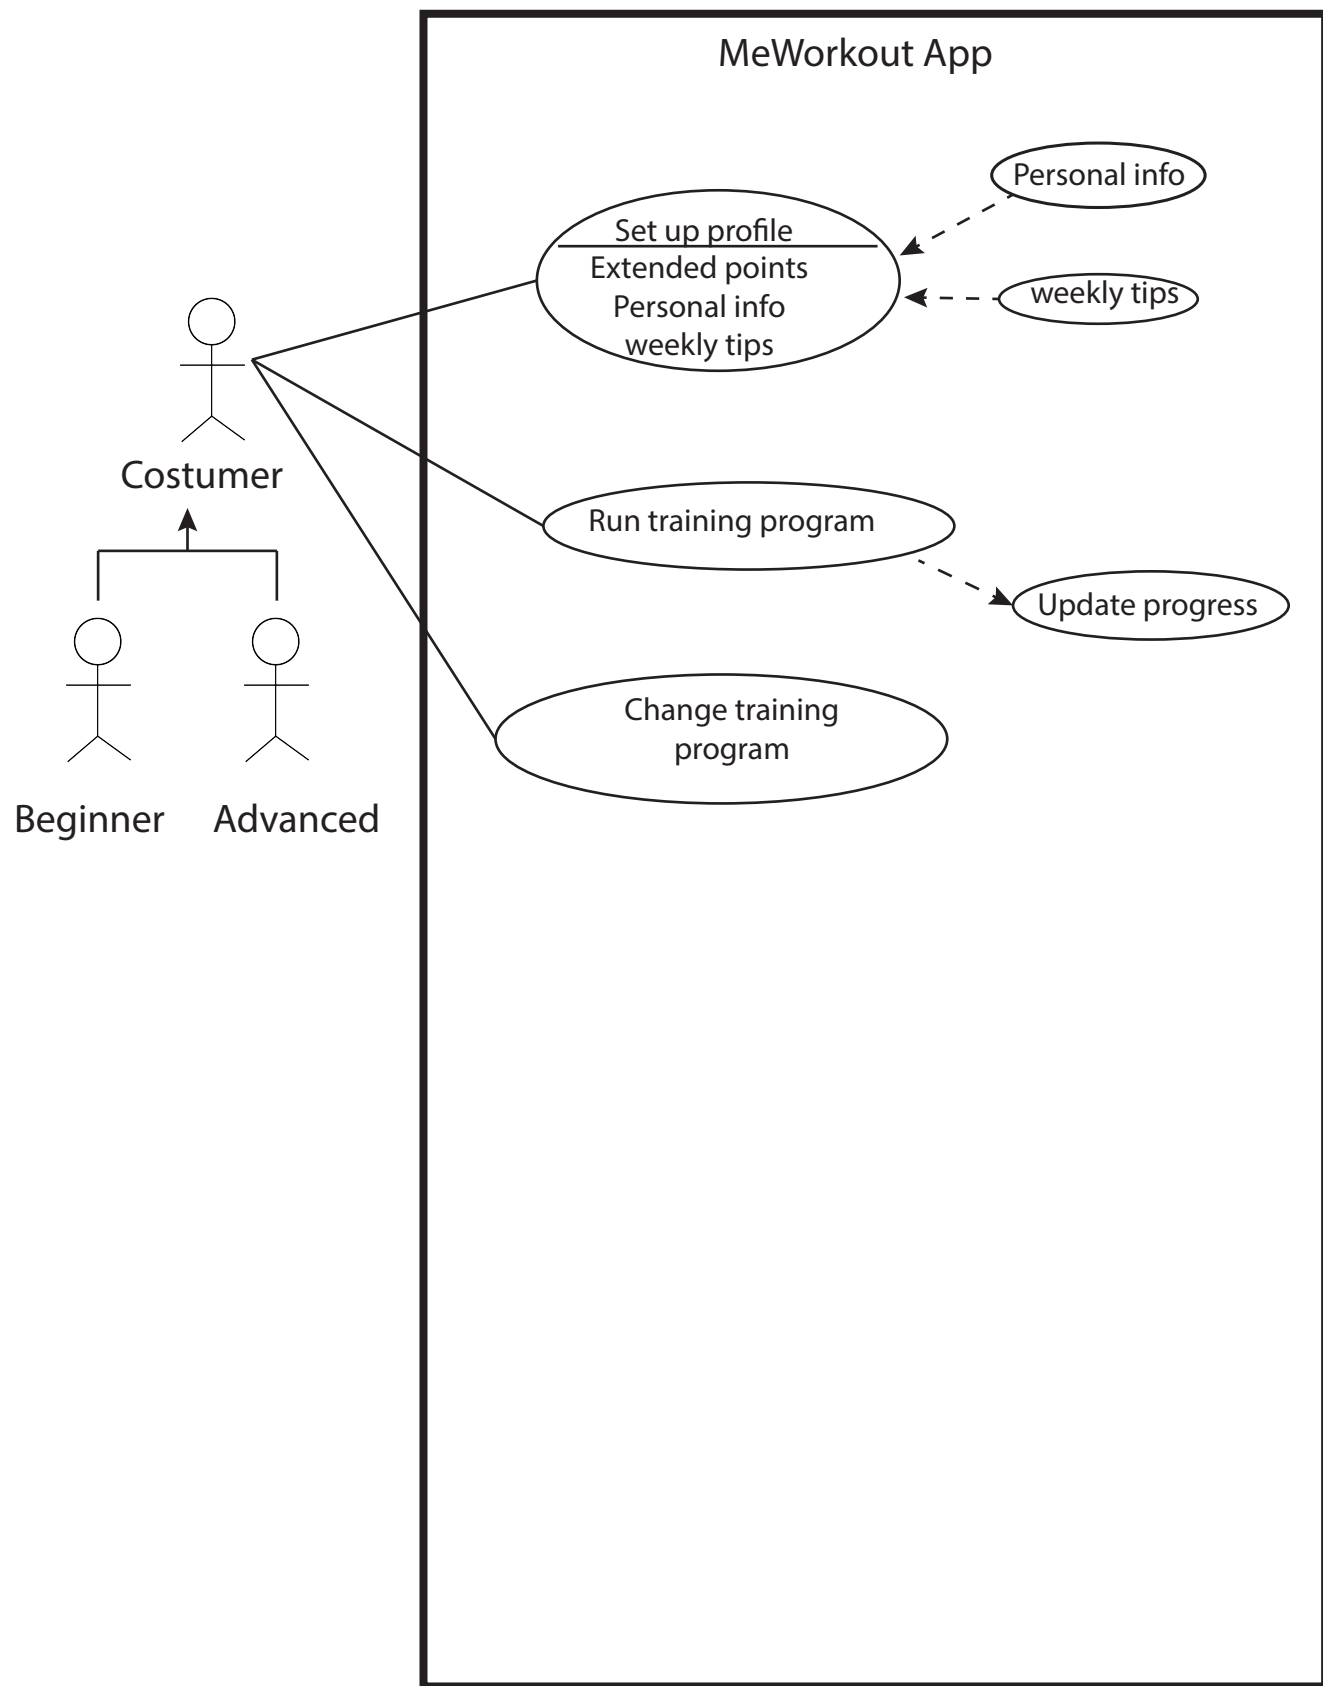 MeWorkout App
Personal info
Set up profile
Extended points
Personal info
weekly tips
weekly tips
Costumer
Run training program
Update progress
Change training
program
Beginner
Advanced